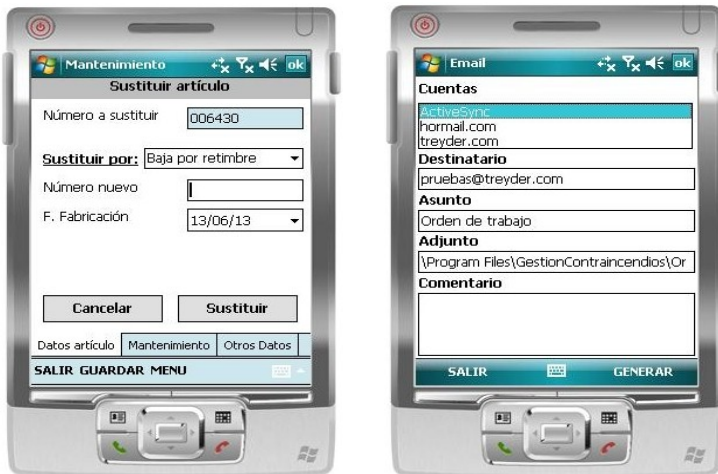 Mantenimiento ok
Sustituir artículo
Número a sustituir 006430
Sustituir por: Baja por retimbre
Número nuevo
F. Fabricación 13/06/13
Cancelar Sustituir
Datos artículo Mantenimiento Otros Datos
SALIR GUARDAR MENU
Email ok
Cuentas
ActiveSync
hormail.com
treyder.com
Destinatario
pruebas@treyder.com
Asunto
Orden de trabajo
Adjunto
\Program Files\GestionContraincendios\Or
Comentario
SALIR GENERAR